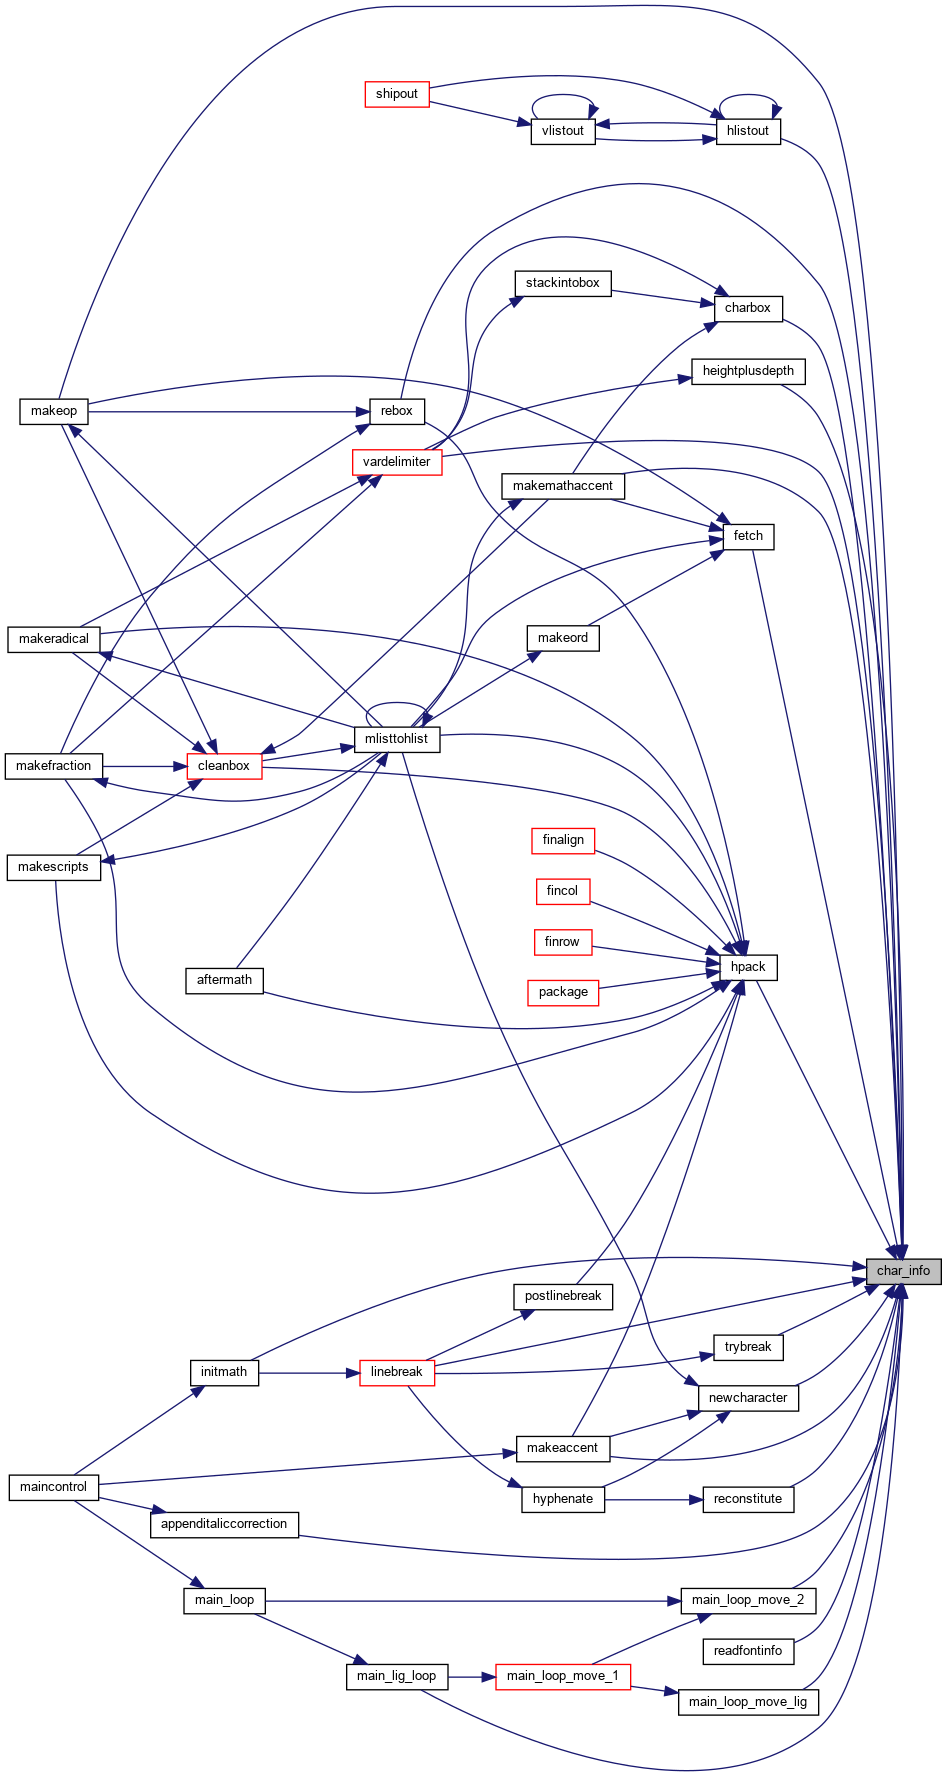 shipout
vlistout
hlistout
stackintobox
charbox
heightplusdepth
makeop
rebox
vardelimiter
makemathaccent
fetch
makeradical
makeord
mlisttohlist
makefraction
cleanbox
finalign
makescripts
fincol
finrow
hpack
aftermath
package
char_info
postlinebreak
trybreak
initmath
linebreak
newcharacter
makeaccent
maincontrol
hyphenate
reconstitute
appenditaliccorrection
main_loop
main_loop_move_2
readfontinfo
main_lig_loop
main_loop_move_1
main_loop_move_lig